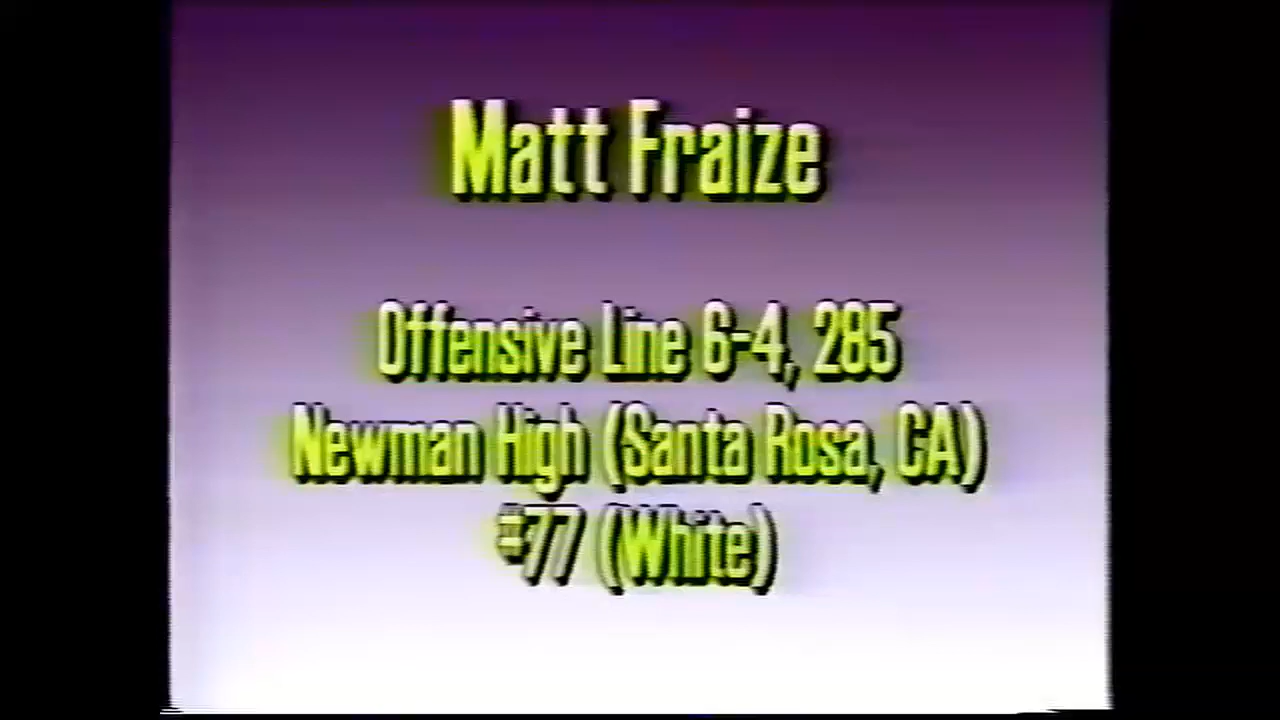 Matt Fraize
Offensive Line 6-4, 285
Newman High (Santa Rosa, CA)
#77 (White)